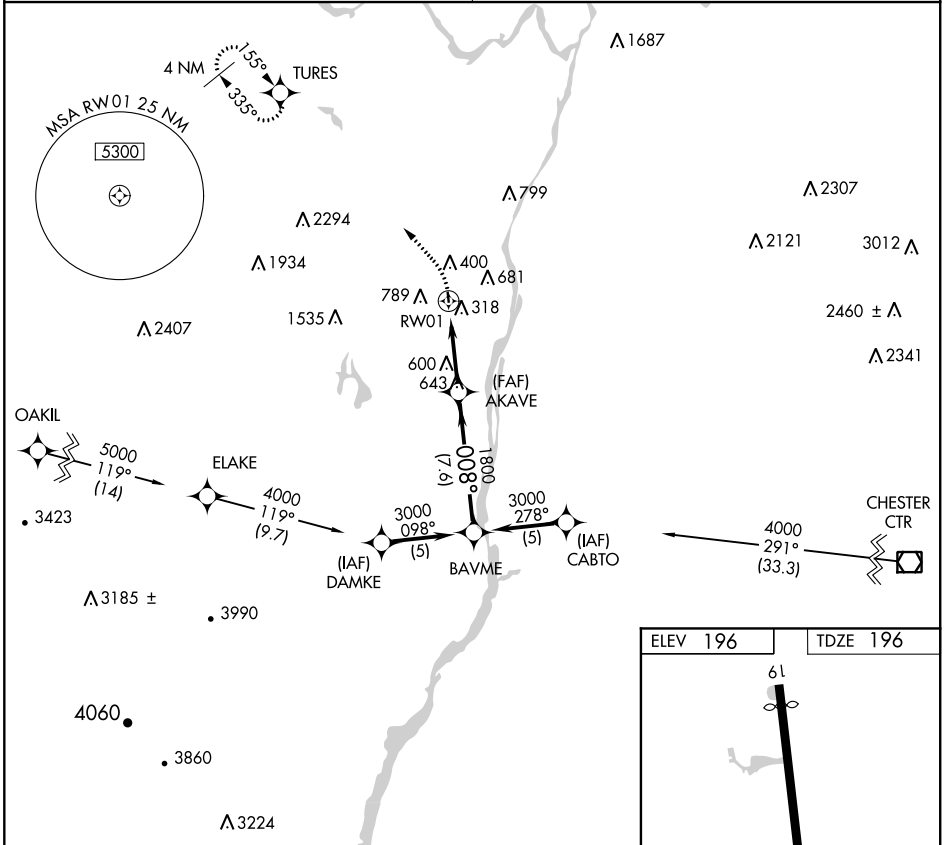 1687
4 NM
155°
335°
TURES
MSA RW01 25 NM
5300
799
2307
2294
2121
3012
1934
400
681
789
318
RW01
1535
2460 ±
2407
2341
600
643
(FAF)
AKAVE
OAKIL
5000
119°
(14)
ELAKE
1800
008°
(7.6)
4000
119°
(9.7)
3000
098°
(5)
3000
278°
(5)
CHESTER
CTR
4000
291°
(33.3)
3423
(IAF)
DAMKE
BAVME
(IAF)
CABTO
3185 ±
3990
ELEV 196
TDZE 196
19
4060
3860
3224